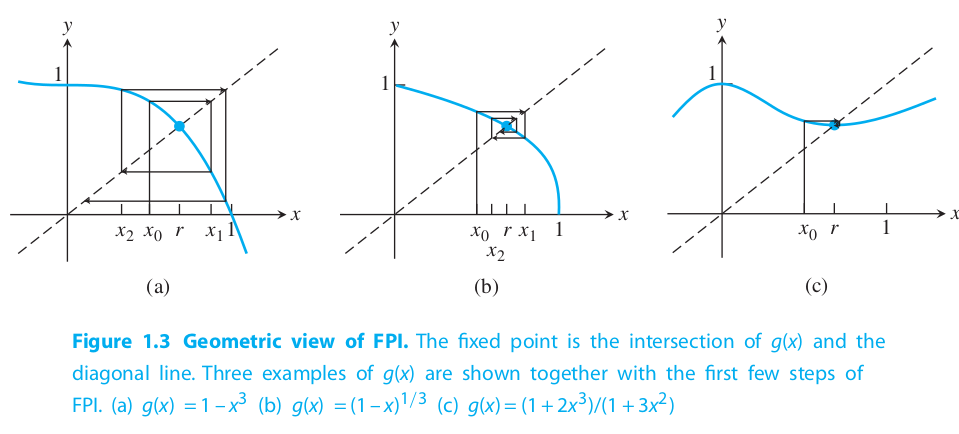 y
1
x
x₂ x₀ r x₁ 1
(a)
y
1
x
x₀ r x₁ 1
x₂
(b)
y
1
x
x₀ r 1
(c)
Figure 1.3 Geometric view of FPI. The fixed point is the intersection of g(x) and the
diagonal line. Three examples of g(x) are shown together with the first few steps of
FPI. (a) g(x) = 1 – x³ (b) g(x) = (1 – x)¹/³ (c) g(x) = (1 + 2x³)/(1 + 3x²)